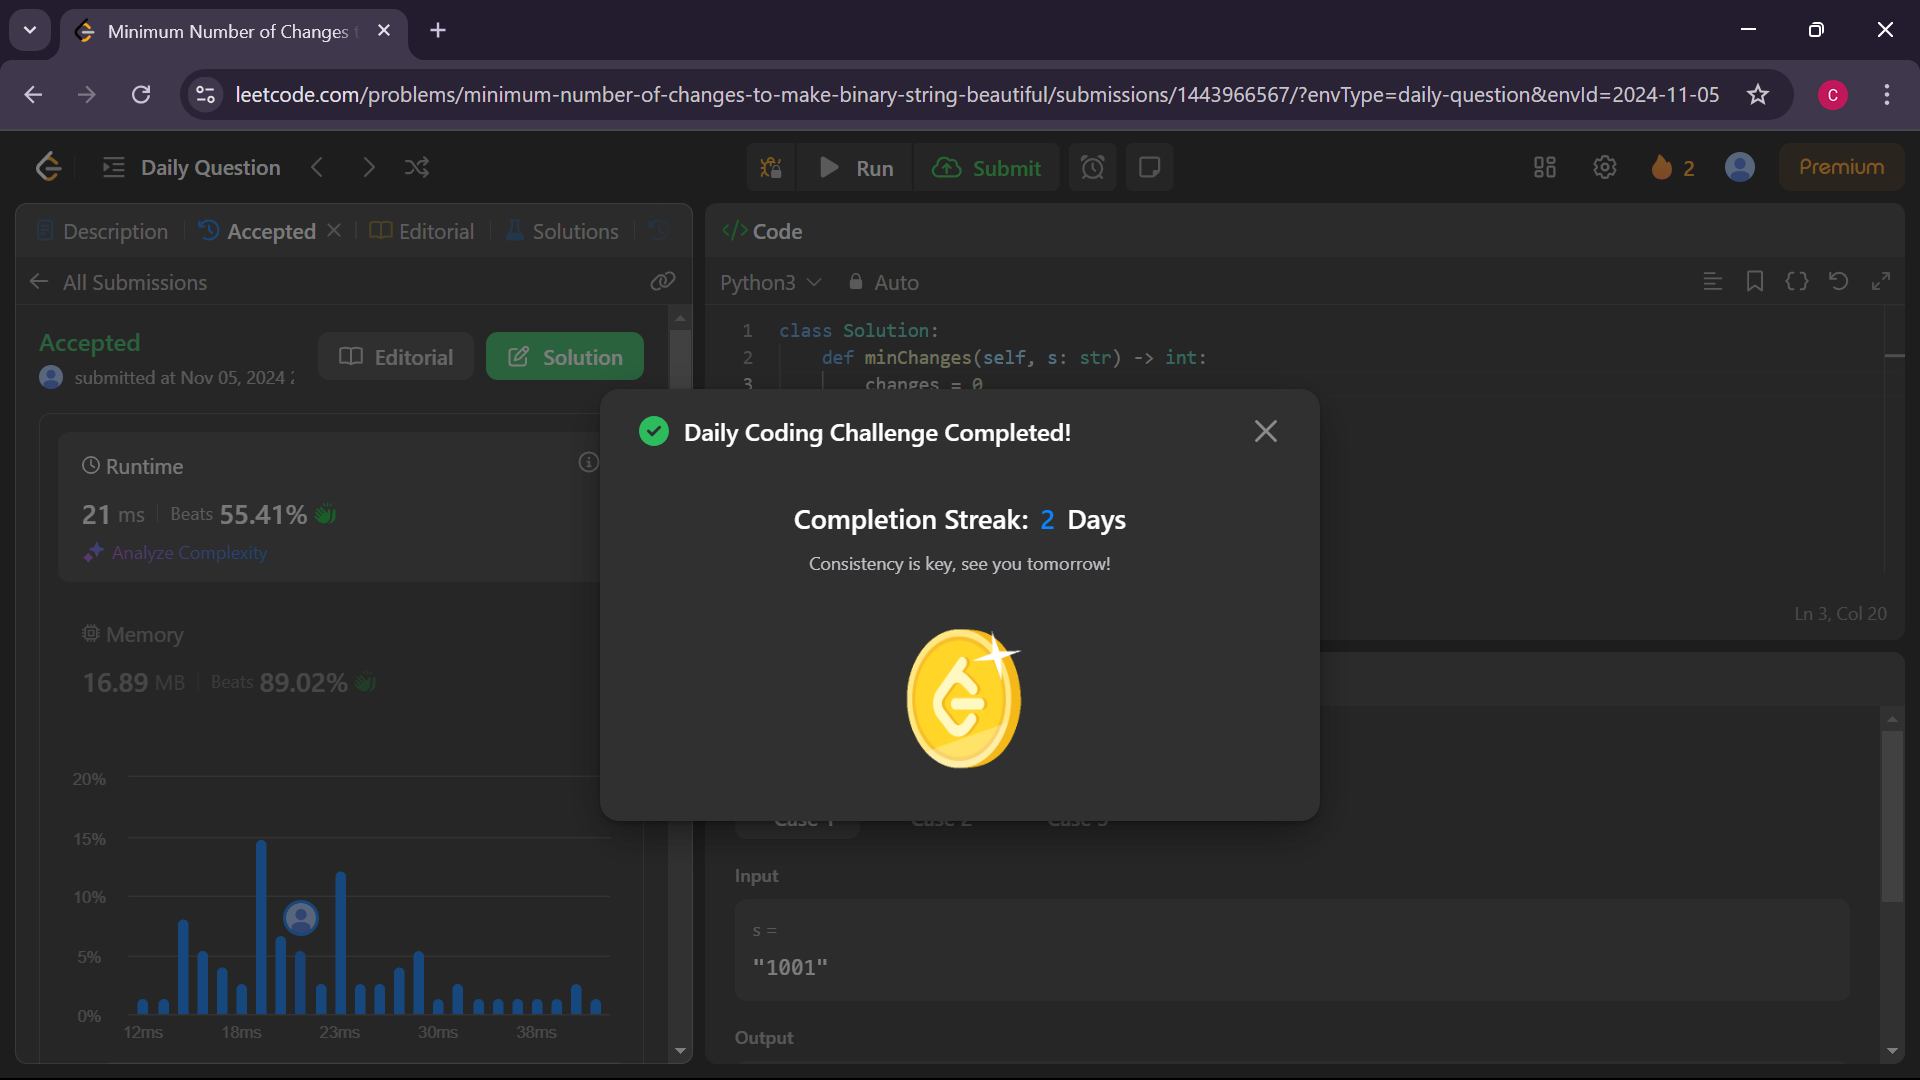 Minimum Number of Changes
leetcode.com/problems/minimum-number-of-changes-to-make-binary-string-beautiful/submissions/1443966567/?envType=daily-question&envId=2024-11-05
C
Daily Question
Run
Submit
2
Premium
Description
Accepted
Editorial
Solutions
All Submissions
Accepted
submitted at Nov 05, 2024
Editorial
Solution
Runtime
21 ms
Beats 55.41%
Analyze Complexity
Memory
16.89 MB
Beats 89.02%
20%
15%
10%
5%
0%
12ms 18ms 23ms 30ms 38ms
</> Code
Python3
Auto
1 class Solution:
2 def minChanges(self, s: str) -> int:
3 changes = 0
Ln 3, Col 20
Daily Coding Challenge Completed!
Completion Streak: 2 Days
Consistency is key, see you tomorrow!
Case 1 Case 2 Case 3
Input
s =
"1001"
Output